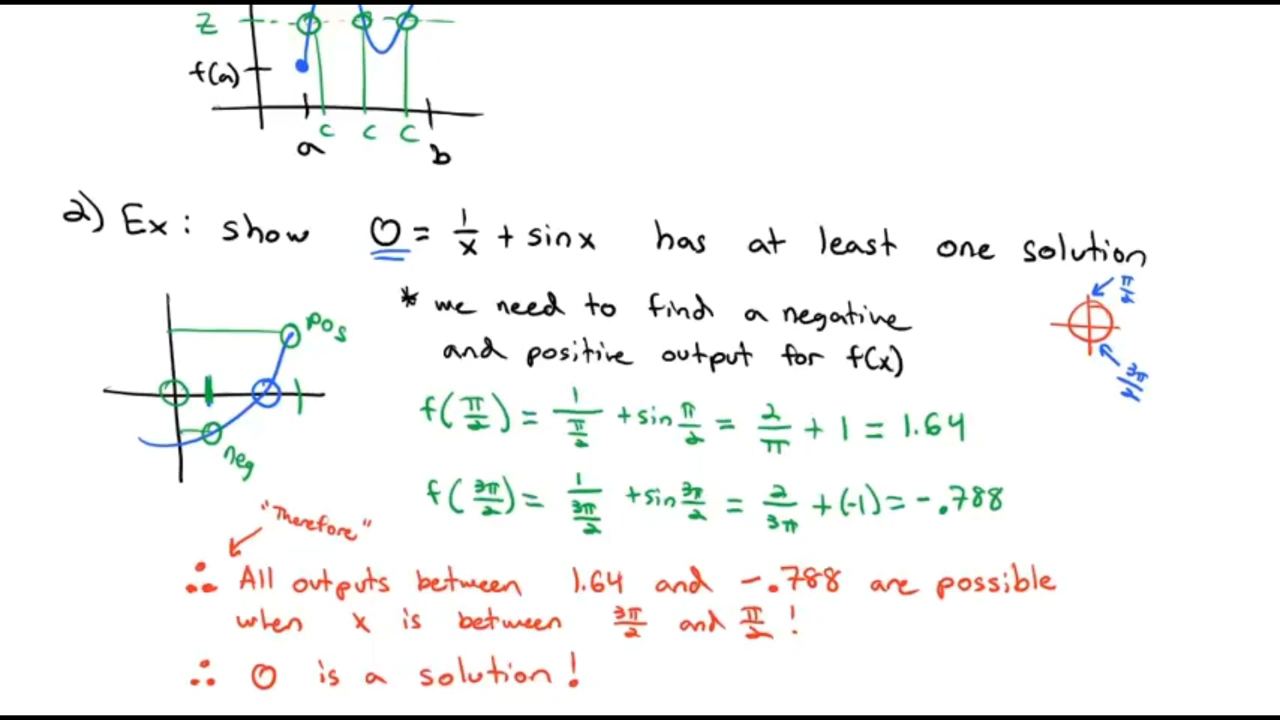 z
f(a)
c c c
a b
2) Ex: show 0 = 1/x + sinx has at least one solution
* we need to find a negative
and positive output for f(x)
π/2
3π/2
pos
neg
f(π/2) = 1/(π/2) + sin π/2 = 2/π + 1 = 1.64
f(3π/2) = 1/(3π/2) + sin 3π/2 = 2/3π + (-1) = -.788
"Therefore"
∴ All outputs between 1.64 and -.788 are possible
when x is between 3π/2 and π/2 !
∴ 0 is a solution !